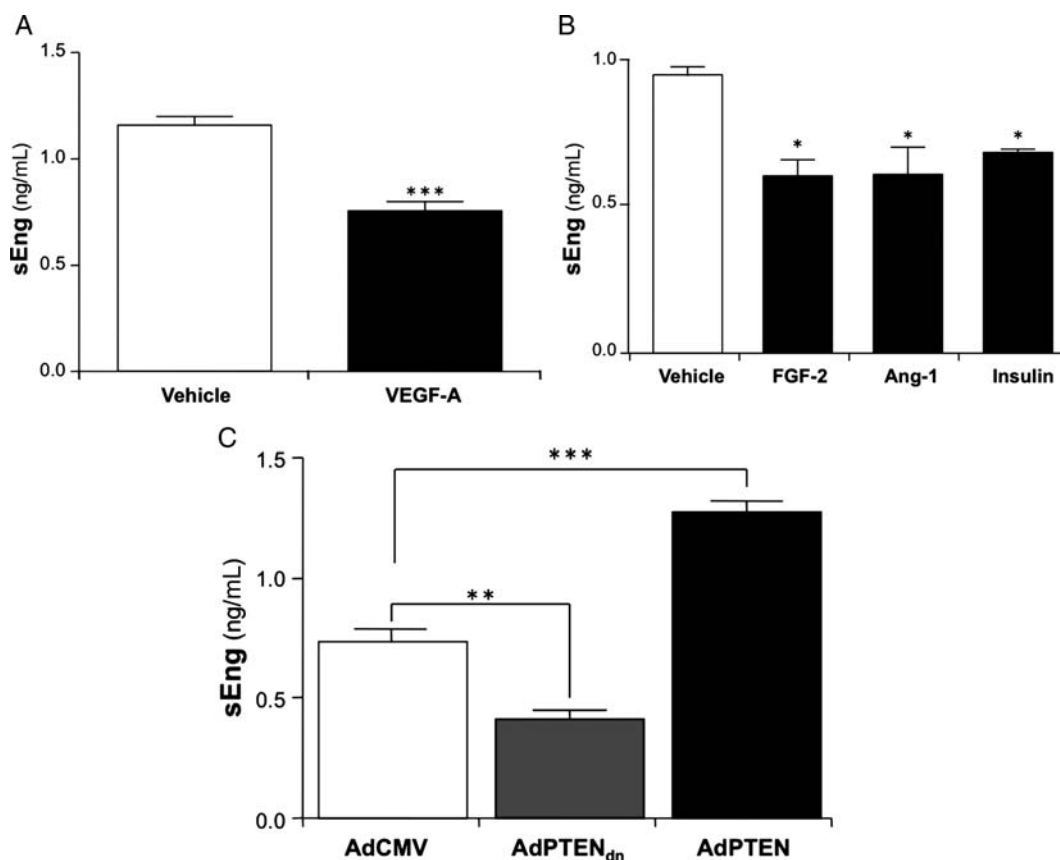 A
1.5
1.0
0.5
0.0
sEng (ng/mL)
***
Vehicle VEGF-A
B
1.0
0.5
0.0
sEng (ng/mL)
* * *
Vehicle FGF-2 Ang-1 Insulin
C
1.5
1.0
0.5
0.0
sEng (ng/mL)
***
**
AdCMV AdPTENdn AdPTEN